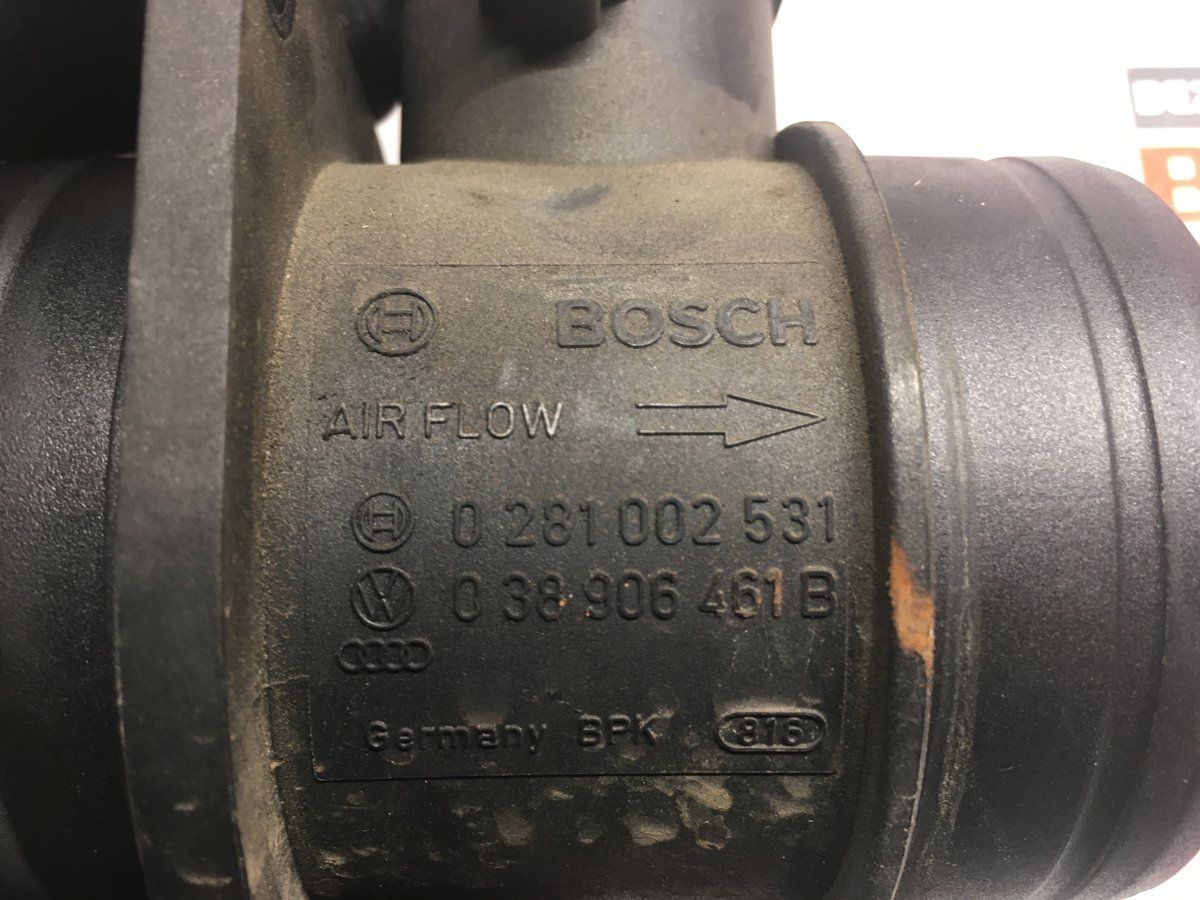 BOSCH
AIR FLOW
0 281 002 531
0 38 906 461 B
Germany BPK 816